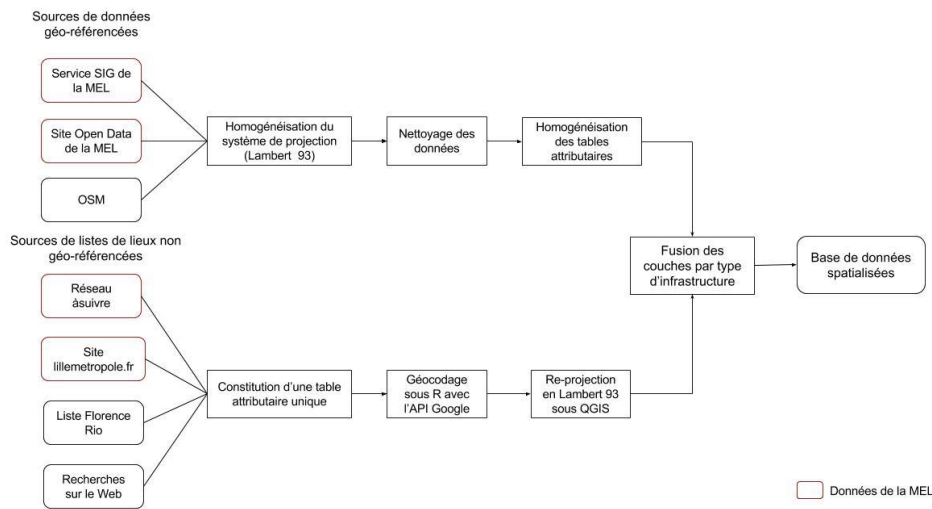 Sources de données
géo-référencées
Service SIG de
la MEL
Site Open Data
de la MEL
OSM
Homogénéisation du
système de projection
(Lambert 93)
Nettoyage des
données
Homogénéisation
des tables
attributaires
Sources de listes de lieux non
géo-référencées
Réseau
àsuivre
Site
lillemetropole.fr
Liste Florence
Rio
Recherches
sur le Web
Constitution d'une table
attributaire unique
Géocodage
sous R avec
l'API Google
Re-projection
en Lambert 93
sous QGIS
Fusion des
couches par type
d'infrastructure
Base de données
spatialisées
Données de la MEL